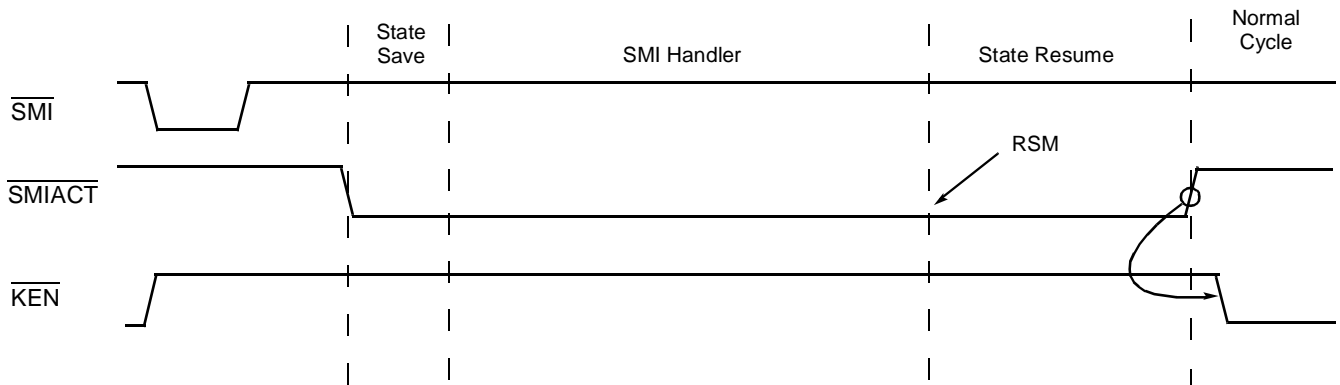 Normal
Cycle
State
Save
SMI Handler
State Resume
SMI
RSM
SMIACT
KEN